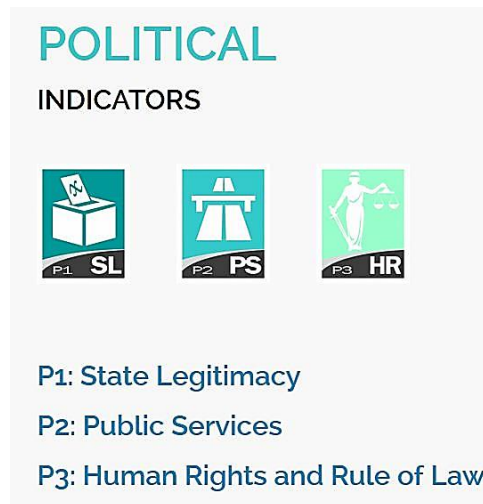 POLITICAL
INDICATORS
P1 SL
P2 PS
P3 HR
P1: State Legitimacy
P2: Public Services
P3: Human Rights and Rule of Law